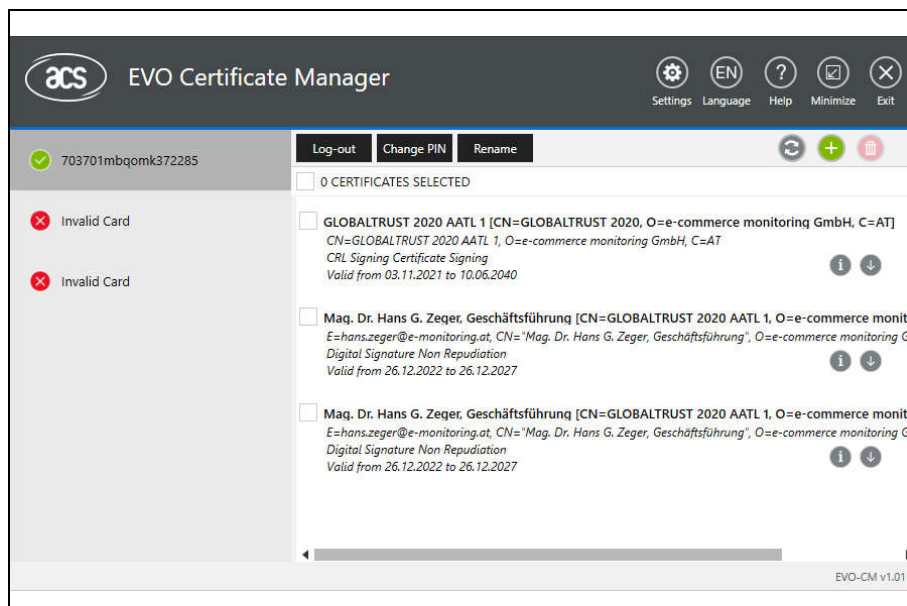 acs
EVO Certificate Manager
Settings
EN
Language
?
Help
Minimize
Exit
703701mbqomk372285
Invalid Card
Invalid Card
Log-out
Change PIN
Rename
0 CERTIFICATES SELECTED
GLOBALTRUST 2020 AATL 1 [CN=GLOBALTRUST 2020, O=e-commerce monitoring GmbH, C=AT]
CN=GLOBALTRUST 2020 AATL 1, O=e-commerce monitoring GmbH, C=AT
CRL Signing Certificate Signing
Valid from 03.11.2021 to 10.06.2040
Mag. Dr. Hans G. Zeger, Geschäftsführung [CN=GLOBALTRUST 2020 AATL 1, O=e-commerce monit
E=hans.zeger@e-monitoring.at, CN="Mag. Dr. Hans G. Zeger, Geschäftsführung", O=e-commerce monitoring G
Digital Signature Non Repudiation
Valid from 26.12.2022 to 26.12.2027
Mag. Dr. Hans G. Zeger, Geschäftsführung [CN=GLOBALTRUST 2020 AATL 1, O=e-commerce monit
E=hans.zeger@e-monitoring.at, CN="Mag. Dr. Hans G. Zeger, Geschäftsführung", O=e-commerce monitoring G
Digital Signature Non Repudiation
Valid from 26.12.2022 to 26.12.2027
EVO-CM v1.01